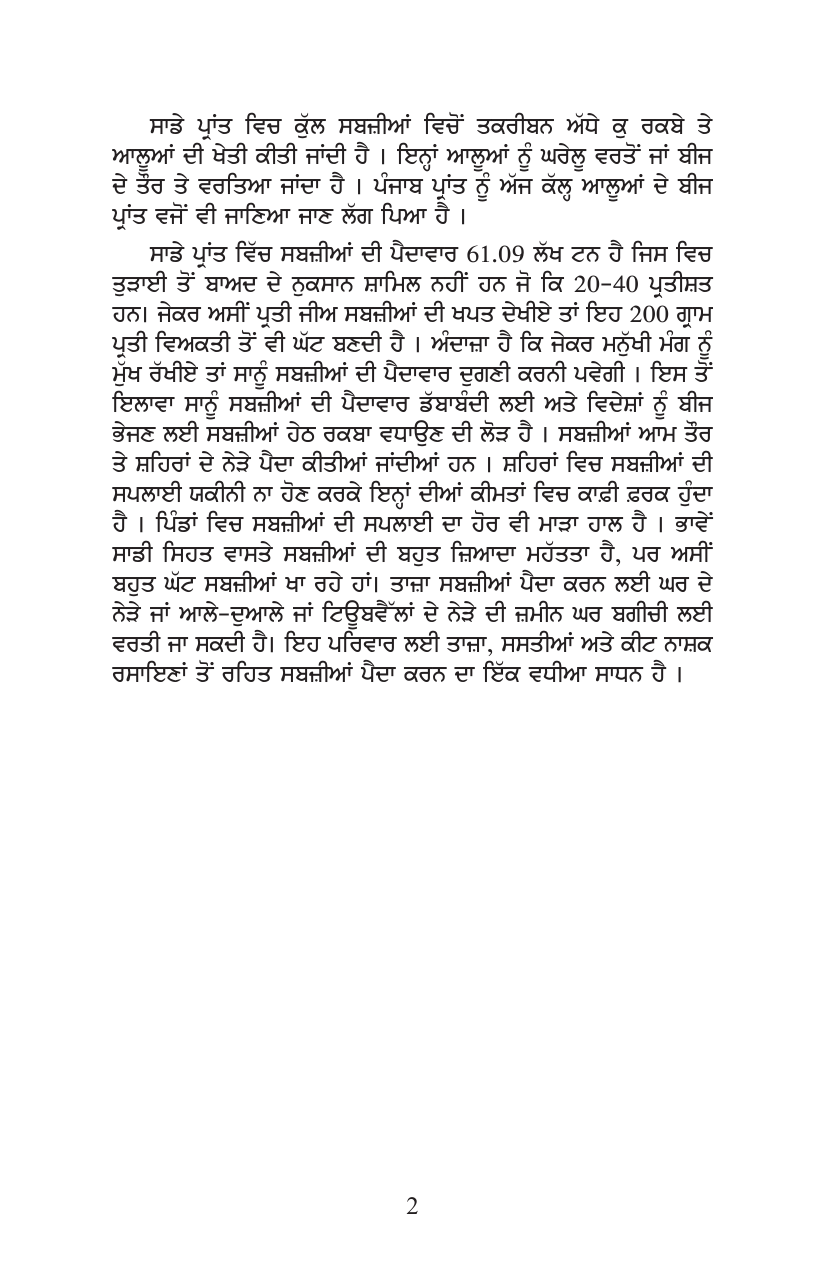 ਸਾਡੇ ਪ੍ਰਾਂਤ ਵਿਚ ਕੁੱਲ ਸਬਜ਼ੀਆਂ ਵਿਚੋਂ ਤਕਰੀਬਨ ਅੱਧੇ ਕੁ ਰਕਬੇ ਤੇ
ਆਲੂਆਂ ਦੀ ਖੇਤੀ ਕੀਤੀ ਜਾਂਦੀ ਹੈ । ਇਨ੍ਹਾਂ ਆਲੂਆਂ ਨੂੰ ਘਰੇਲੂ ਵਰਤੋਂ ਜਾਂ ਬੀਜ
ਦੇ ਤੌਰ ਤੇ ਵਰਤਿਆ ਜਾਂਦਾ ਹੈ । ਪੰਜਾਬ ਪ੍ਰਾਂਤ ਨੂੰ ਅੱਜ ਕੱਲ੍ਹ ਆਲੂਆਂ ਦੇ ਬੀਜ
ਪ੍ਰਾਂਤ ਵਜੋਂ ਵੀ ਜਾਣਿਆ ਜਾਣ ਲੱਗ ਪਿਆ ਹੈ ।
ਸਾਡੇ ਪ੍ਰਾਂਤ ਵਿੱਚ ਸਬਜ਼ੀਆਂ ਦੀ ਪੈਦਾਵਾਰ 61.09 ਲੱਖ ਟਨ ਹੈ ਜਿਸ ਵਿਚ
ਤੁੜਾਈ ਤੋਂ ਬਾਅਦ ਦੇ ਨੁਕਸਾਨ ਸ਼ਾਮਿਲ ਨਹੀਂ ਹਨ ਜੋ ਕਿ 20-40 ਪ੍ਰਤੀਸ਼ਤ
ਹਨ। ਜੇਕਰ ਅਸੀਂ ਪ੍ਰਤੀ ਜੀਅ ਸਬਜ਼ੀਆਂ ਦੀ ਖਪਤ ਦੇਖੀਏ ਤਾਂ ਇਹ 200 ਗ੍ਰਾਮ
ਪ੍ਰਤੀ ਵਿਅਕਤੀ ਤੋਂ ਵੀ ਘੱਟ ਬਣਦੀ ਹੈ । ਅੰਦਾਜ਼ਾ ਹੈ ਕਿ ਜੇਕਰ ਮਨੁੱਖੀ ਮੰਗ ਨੂੰ
ਮੁੱਖ ਰੱਖੀਏ ਤਾਂ ਸਾਨੂੰ ਸਬਜ਼ੀਆਂ ਦੀ ਪੈਦਾਵਾਰ ਦੁਗਣੀ ਕਰਨੀ ਪਵੇਗੀ । ਇਸ ਤੋਂ
ਇਲਾਵਾ ਸਾਨੂੰ ਸਬਜ਼ੀਆਂ ਦੀ ਪੈਦਾਵਾਰ ਡੱਬਾਬੰਦੀ ਲਈ ਅਤੇ ਵਿਦੇਸ਼ਾਂ ਨੂੰ ਬੀਜ
ਭੇਜਣ ਲਈ ਸਬਜ਼ੀਆਂ ਹੇਠ ਰਕਬਾ ਵਧਾਉਣ ਦੀ ਲੋੜ ਹੈ । ਸਬਜ਼ੀਆਂ ਆਮ ਤੌਰ
ਤੇ ਸ਼ਹਿਰਾਂ ਦੇ ਨੇੜੇ ਪੈਦਾ ਕੀਤੀਆਂ ਜਾਂਦੀਆਂ ਹਨ । ਸ਼ਹਿਰਾਂ ਵਿਚ ਸਬਜ਼ੀਆਂ ਦੀ
ਸਪਲਾਈ ਯਕੀਨੀ ਨਾ ਹੋਣ ਕਰਕੇ ਇਨ੍ਹਾਂ ਦੀਆਂ ਕੀਮਤਾਂ ਵਿਚ ਕਾਫ਼ੀ ਫ਼ਰਕ ਹੁੰਦਾ
ਹੈ । ਪਿੰਡਾਂ ਵਿਚ ਸਬਜ਼ੀਆਂ ਦੀ ਸਪਲਾਈ ਦਾ ਹੋਰ ਵੀ ਮਾੜਾ ਹਾਲ ਹੈ । ਭਾਵੇਂ
ਸਾਡੀ ਸਿਹਤ ਵਾਸਤੇ ਸਬਜ਼ੀਆਂ ਦੀ ਬਹੁਤ ਜ਼ਿਆਦਾ ਮਹੱਤਤਾ ਹੈ, ਪਰ ਅਸੀਂ
ਬਹੁਤ ਘੱਟ ਸਬਜ਼ੀਆਂ ਖਾ ਰਹੇ ਹਾਂ। ਤਾਜ਼ਾ ਸਬਜ਼ੀਆਂ ਪੈਦਾ ਕਰਨ ਲਈ ਘਰ ਦੇ
ਨੇੜੇ ਜਾਂ ਆਲੇ-ਦੁਆਲੇ ਜਾਂ ਟਿਊਬਵੈੱਲਾਂ ਦੇ ਨੇੜੇ ਦੀ ਜ਼ਮੀਨ ਘਰ ਬਗੀਚੀ ਲਈ
ਵਰਤੀ ਜਾ ਸਕਦੀ ਹੈ। ਇਹ ਪਰਿਵਾਰ ਲਈ ਤਾਜ਼ਾ, ਸਸਤੀਆਂ ਅਤੇ ਕੀਟ ਨਾਸ਼ਕ
ਰਸਾਇਣਾਂ ਤੋਂ ਰਹਿਤ ਸਬਜ਼ੀਆਂ ਪੈਦਾ ਕਰਨ ਦਾ ਇੱਕ ਵਧੀਆ ਸਾਧਨ ਹੈ ।
2